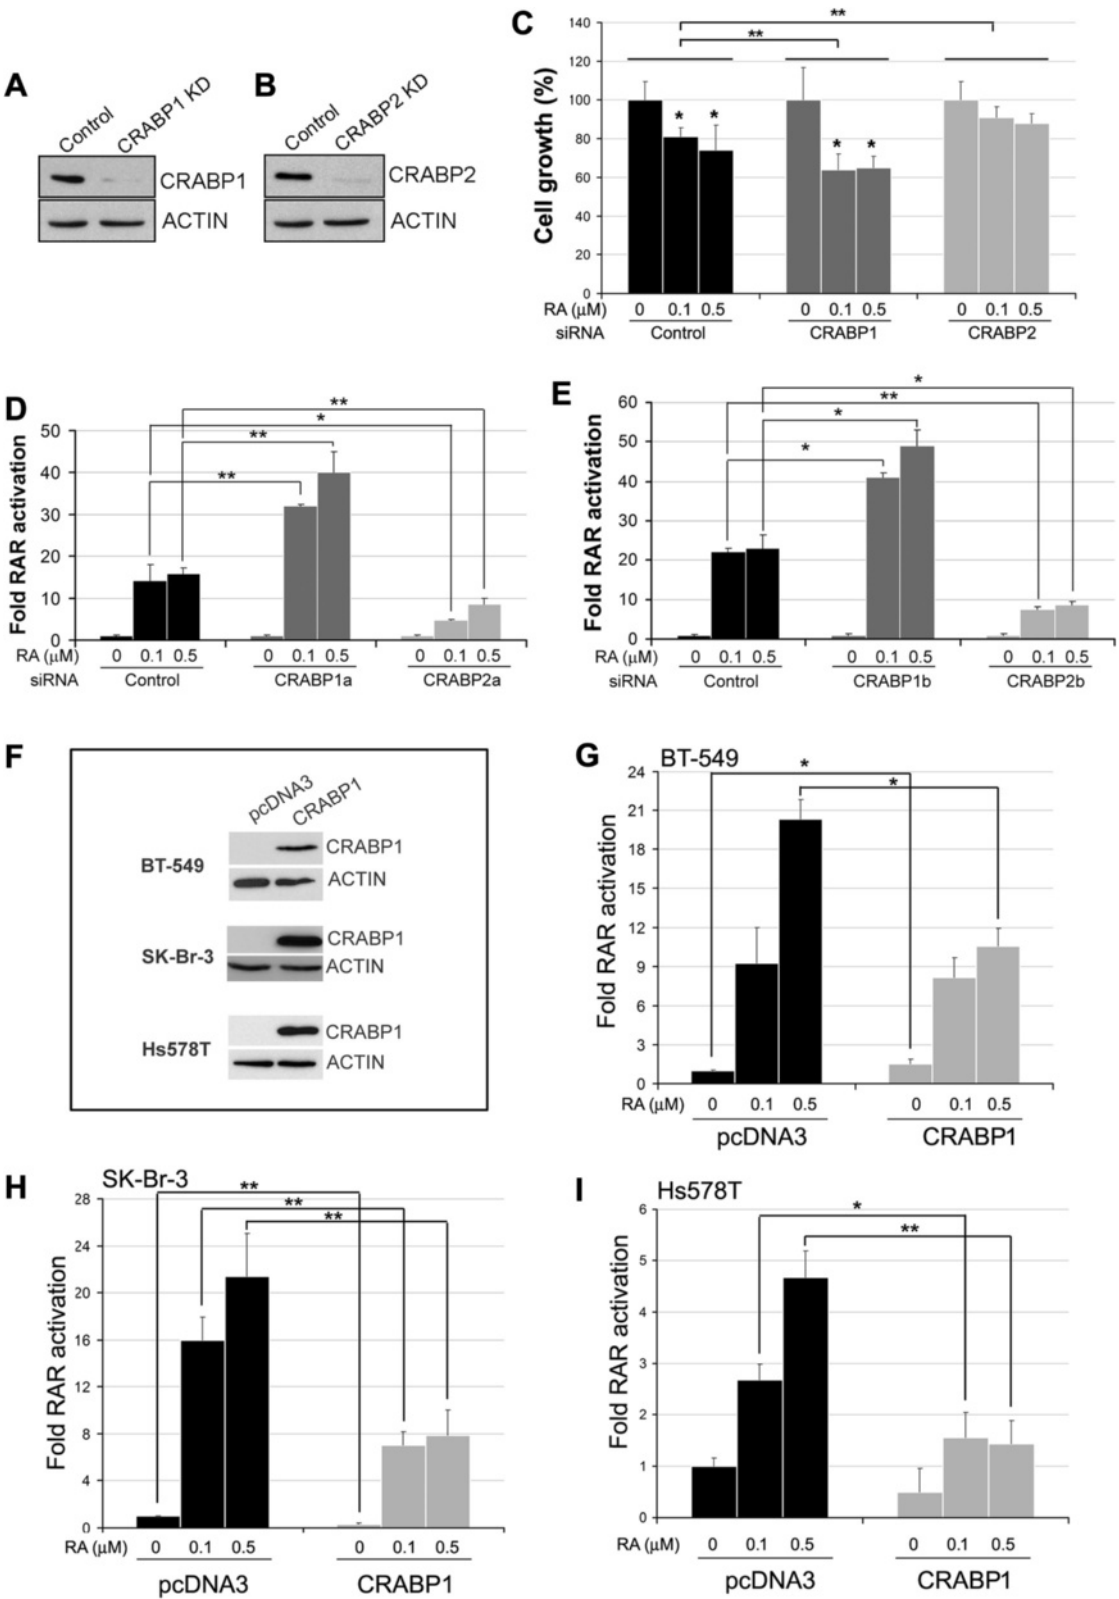 A
Control
CRABP1 KD
CRABP1
ACTIN
B
Control
CRABP2 KD
CRABP2
ACTIN
C
Cell growth (%)
140
120
100
80
60
40
20
0
**
**
* * * *
RA (µM) 0 0.1 0.5 0 0.1 0.5 0 0.1 0.5
siRNA Control CRABP1 CRABP2
D
Fold RAR activation
50
40
30
20
10
0
**
*
**
**
RA (µM) 0 0.1 0.5 0 0.1 0.5 0 0.1 0.5
siRNA Control CRABP1a CRABP2a
E
Fold RAR activation
60
50
40
30
20
10
0
*
**
*
*
RA (µM) 0 0.1 0.5 0 0.1 0.5 0 0.1 0.5
siRNA Control CRABP1b CRABP2b
F
pcDNA3
CRABP1
BT-549
CRABP1
ACTIN
SK-Br-3
CRABP1
ACTIN
Hs578T
CRABP1
ACTIN
G
BT-549
Fold RAR activation
24
21
18
15
12
9
6
3
0
*
*
RA (µM) 0 0.1 0.5 0 0.1 0.5
pcDNA3 CRABP1
H
SK-Br-3
Fold RAR activation
28
24
20
16
12
8
4
0
**
**
**
RA (µM) 0 0.1 0.5 0 0.1 0.5
pcDNA3 CRABP1
I
Hs578T
Fold RAR activation
6
5
4
3
2
1
0
*
**
RA (µM) 0 0.1 0.5 0 0.1 0.5
pcDNA3 CRABP1